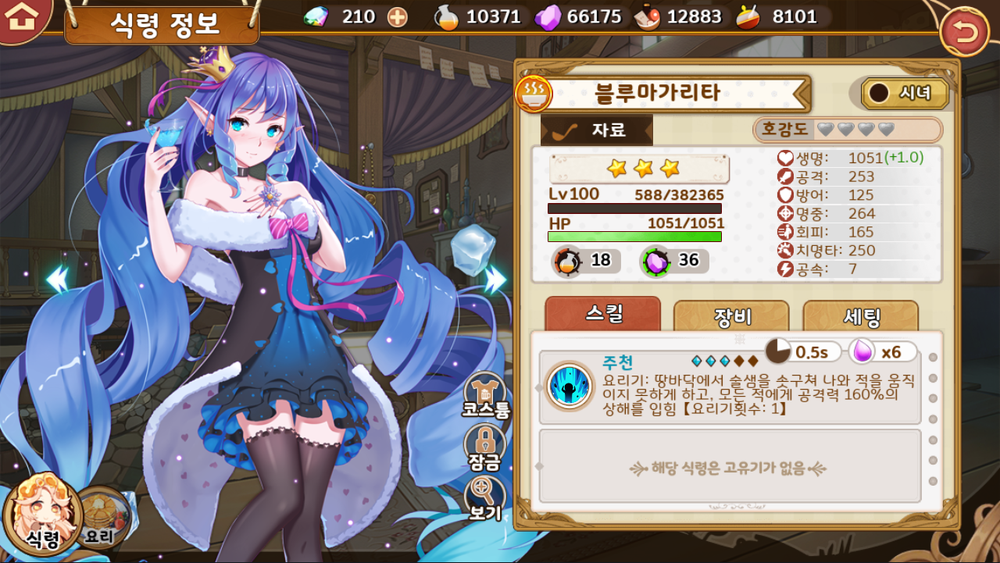 식령 정보
210
10371
66175
12883
8101
블루마가리타
시녀
자료
호감도
Lv100 588/382365
HP 1051/1051
18
36
생명: 1051(+1.0)
공격: 253
방어: 125
명중: 264
회피: 165
치명타: 250
공속: 7
스킬
장비
세팅
주천
0.5s
x6
요리기: 땅바닥에서 술샘을 솟구쳐 나와 적을 움직
이지 못하게 하고, 모든 적에게 공격력 160%의
상해를 입힘【요리기횟수: 1】
해당 식령은 고유기가 없음
코스튬
잠금
보기
식령
요리